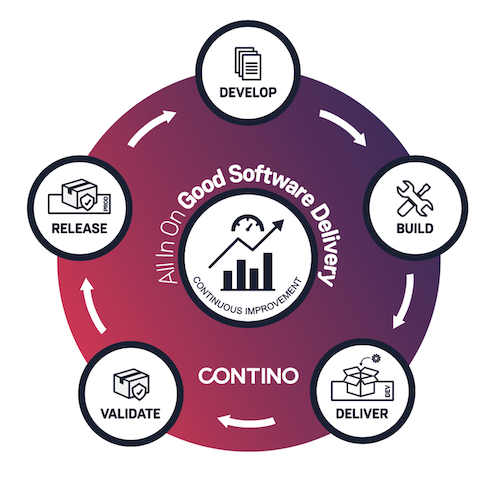 DEVELOP
BUILD
DEV
DELIVER
VALIDATE
PROD
RELEASE
All In On Good Software Delivery
CONTINUOUS IMPROVEMENT
CONTINO